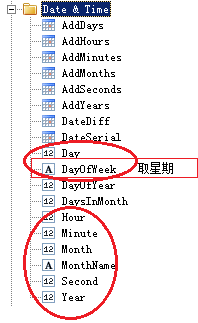 Date & Time
AddDays
AddHours
AddMinutes
AddMonths
AddSeconds
AddYears
DateDiff
DateSerial
12 Day
A DayOfWeek 取星期
12 DayOfYear
12 DaysInMonth
12 Hour
12 Minute
12 Month
A MonthName
12 Second
12 Year